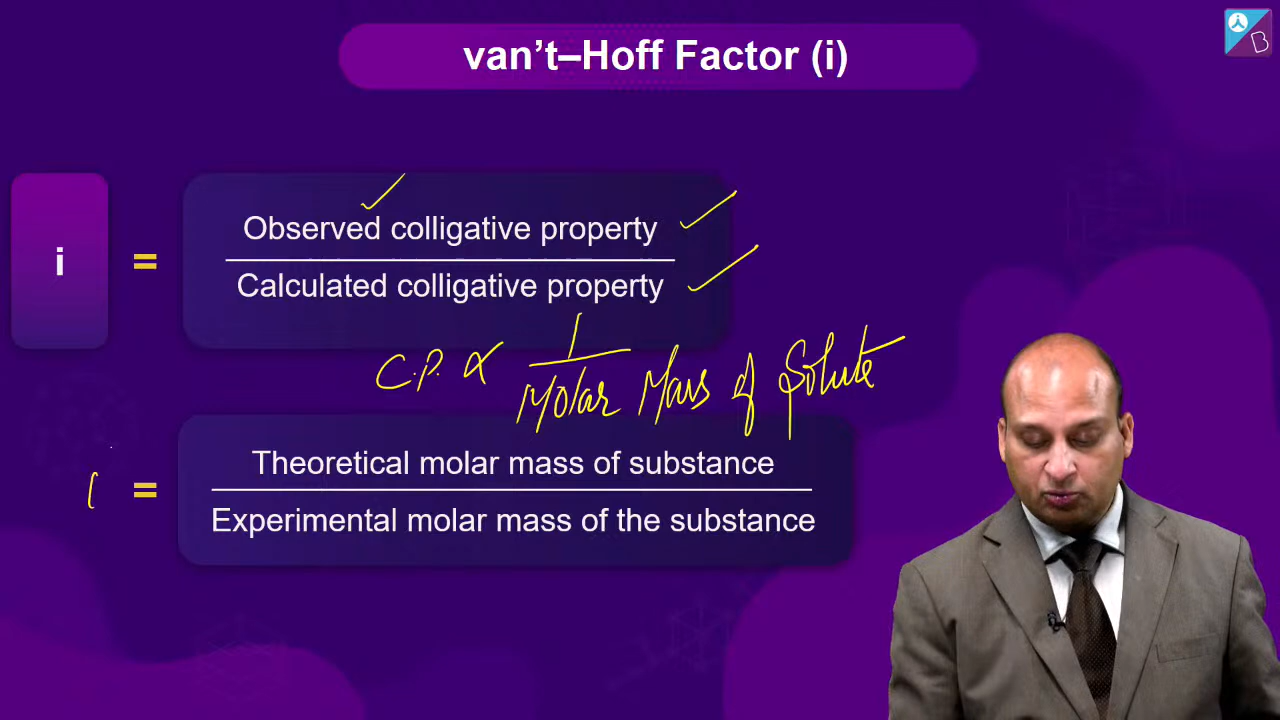 van't–Hoff Factor (i)
i = Observed colligative property
Calculated colligative property
C.P. ∝ 1
Molar Mass of Solute
i = Theoretical molar mass of substance
Experimental molar mass of the substance
B